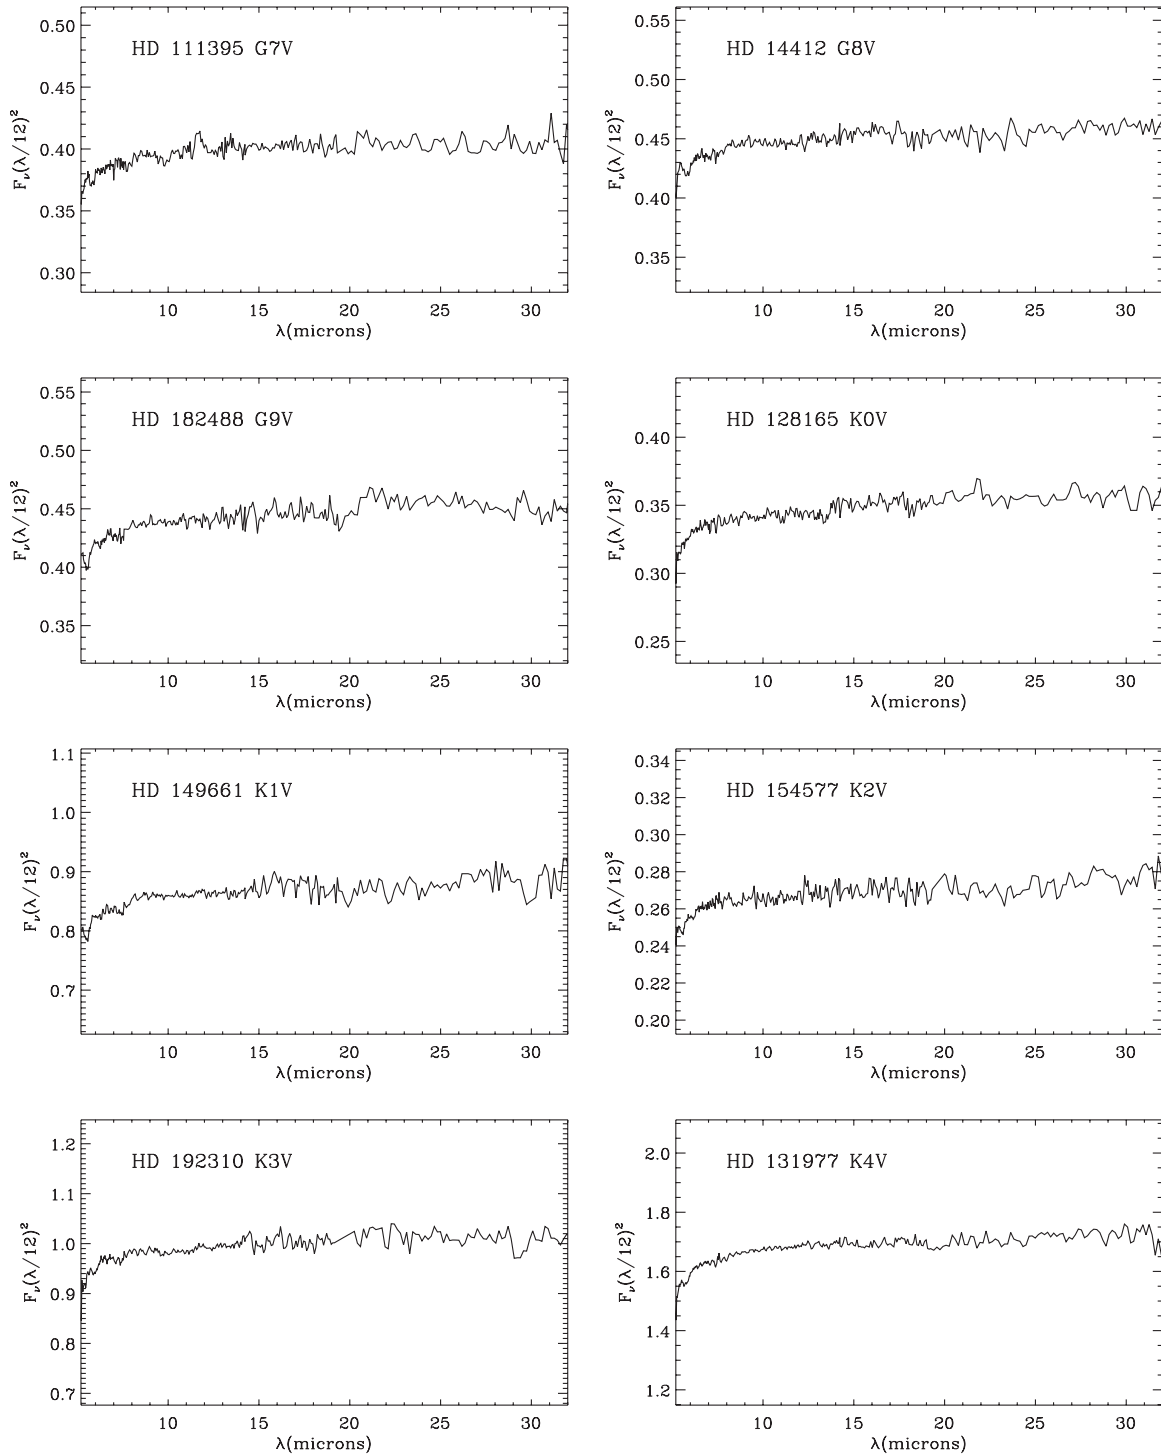 HD 111395 G7V
0.50
0.45
0.40
0.35
0.30
Fν(λ/12)²
10 15 20 25 30
λ(microns)
HD 14412 G8V
0.55
0.50
0.45
0.40
0.35
Fν(λ/12)²
10 15 20 25 30
λ(microns)
HD 182488 G9V
0.55
0.50
0.45
0.40
0.35
Fν(λ/12)²
10 15 20 25 30
λ(microns)
HD 128165 K0V
0.40
0.35
0.30
0.25
Fν(λ/12)²
10 15 20 25 30
λ(microns)
HD 149661 K1V
1.1
1.0
0.9
0.8
0.7
Fν(λ/12)²
10 15 20 25 30
λ(microns)
HD 154577 K2V
0.34
0.32
0.30
0.28
0.26
0.24
0.22
0.20
Fν(λ/12)²
10 15 20 25 30
λ(microns)
HD 192310 K3V
1.2
1.1
1.0
0.9
0.8
0.7
Fν(λ/12)²
10 15 20 25 30
λ(microns)
HD 131977 K4V
2.0
1.8
1.6
1.4
1.2
Fν(λ/12)²
10 15 20 25 30
λ(microns)